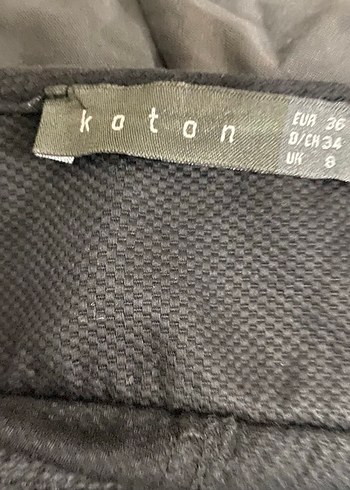 koton
EUR 36
D/CH 34
UK 8